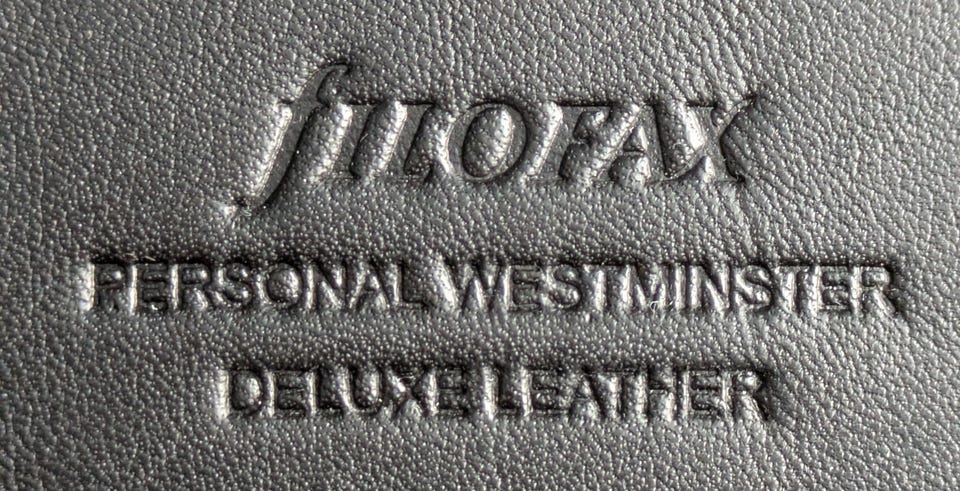 fILOFAX
PERSONAL WESTMINSTER
DELUXE LEATHER